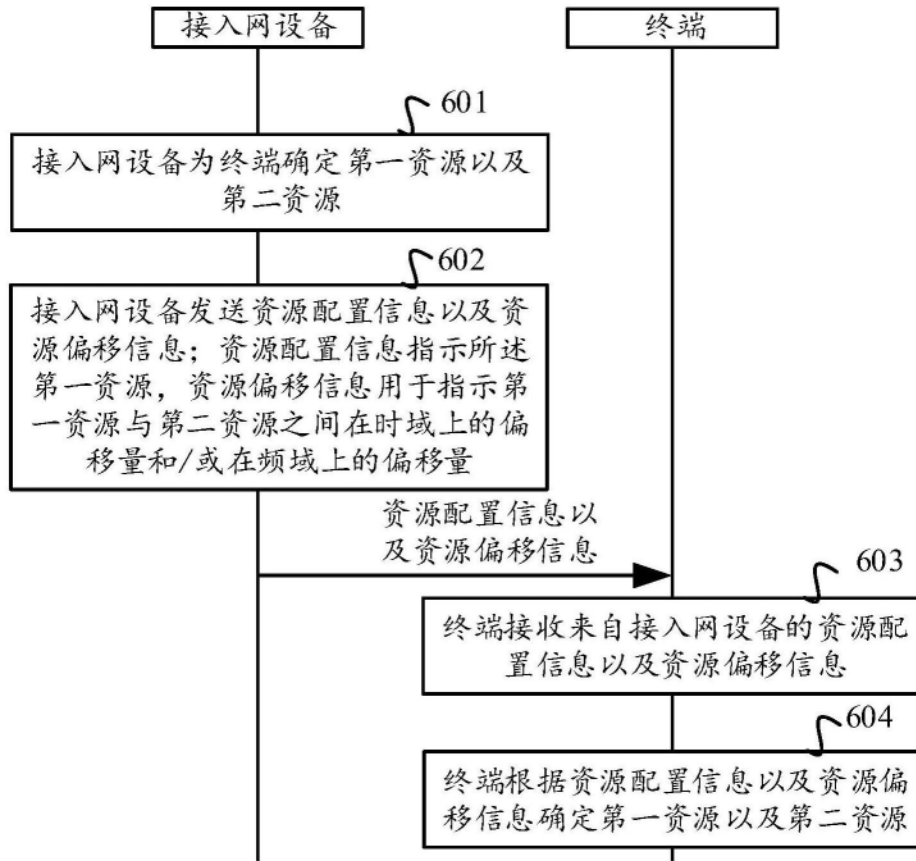 接入网设备
终端
601
接入网设备为终端确定第一资源以及
第二资源
602
接入网设备发送资源配置信息以及资
源偏移信息；资源配置信息指示所述
第一资源，资源偏移信息用于指示第
一资源与第二资源之间在时域上的偏
移量和/或在频域上的偏移量
资源配置信息以
及资源偏移信息
603
终端接收来自接入网设备的资源配
置信息以及资源偏移信息
604
终端根据资源配置信息以及资源偏
移信息确定第一资源以及第二资源